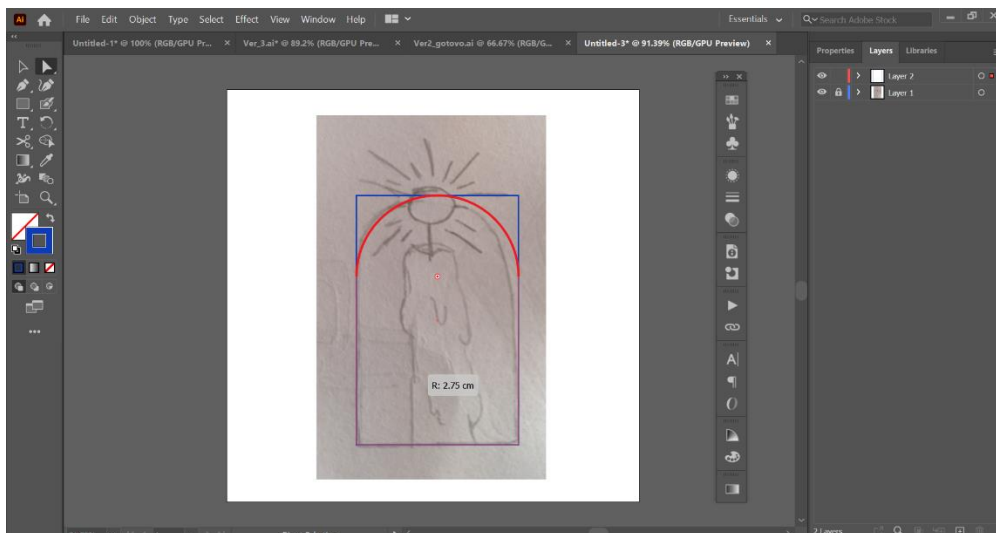 Ai File Edit Object Type Select Effect View Window Help Essentials Search Adobe Stock
Untitled-1* @ 100% (RGB/GPU Pr... × Ver_3.ai* @ 89.2% (RGB/GPU Pre... × Ver2_gotovo.ai @ 66.67% (RGB/G... × Untitled-3* @ 91.39% (RGB/GPU Preview) ×
Properties Layers Libraries
Layer 2
Layer 1
R: 2.75 cm
2 Layers